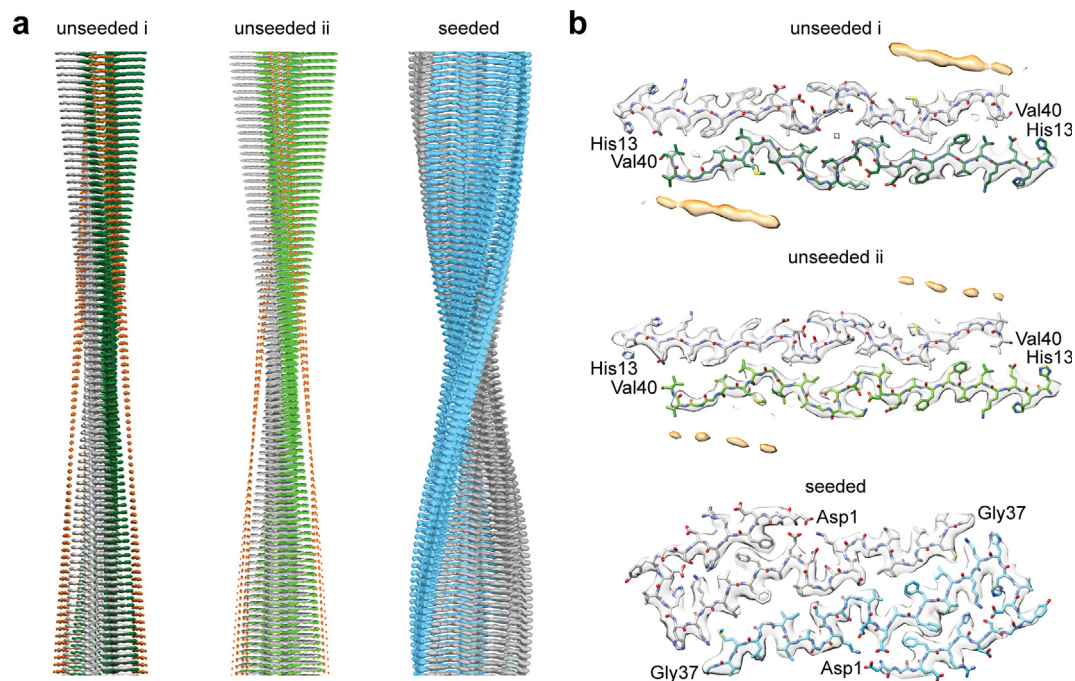 a
unseeded i
unseeded ii
seeded
b
unseeded i
Val40
His13
His13
Val40
unseeded ii
Val40
His13
His13
Val40
seeded
Asp1
Gly37
Gly37
Asp1